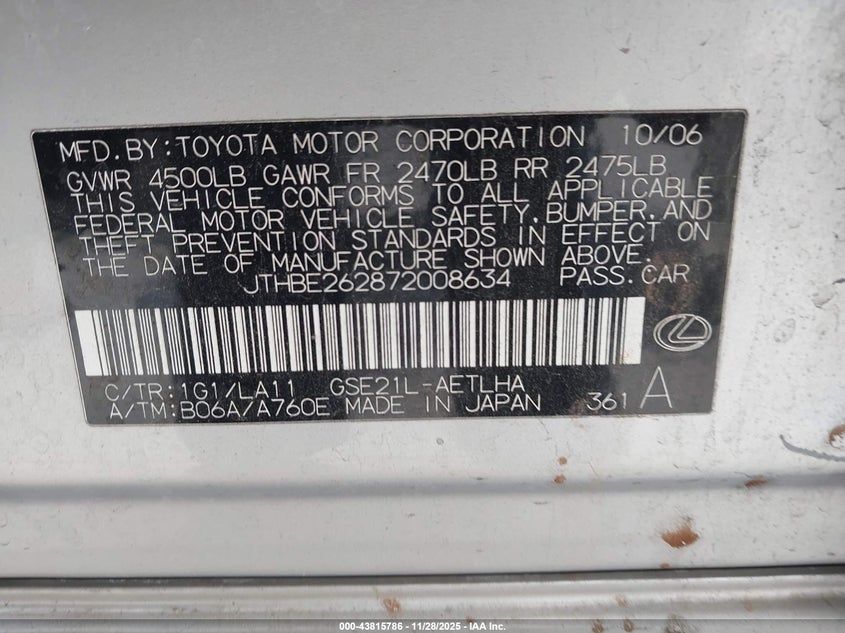 MFD.BY:TOYOTA MOTOR CORPORATION 10/06
GVWR 4500LB GAWR FR 2470LB RR 2475LB
THIS VEHICLE CONFORMS TO ALL APPLICABLE
FEDERAL MOTOR VEHICLE SAFETY,BUMPER,AND
THEFT PREVENTION STANDARDS IN EFFECT ON
THE DATE OF MANUFACTURE SHOWN ABOVE.
JTHBE262872008634 PASS.CAR
C/TR:1G1/LA11 GSE21L-AETLHA
A/TM:B06A/A760E MADE IN JAPAN 361 A
000-43815786 - 11/28/2025 - IAA Inc.